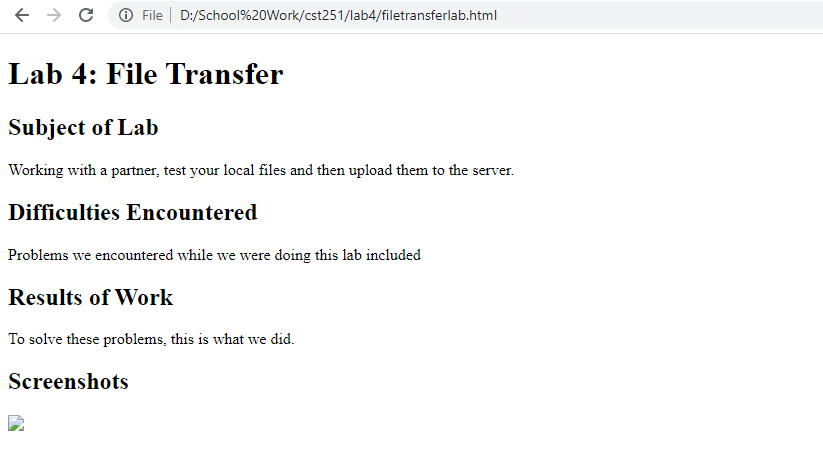 File | D:/School%20Work/cst251/lab4/filetransferlab.html
Lab 4: File Transfer
Subject of Lab
Working with a partner, test your local files and then upload them to the server.
Difficulties Encountered
Problems we encountered while we were doing this lab included
Results of Work
To solve these problems, this is what we did.
Screenshots